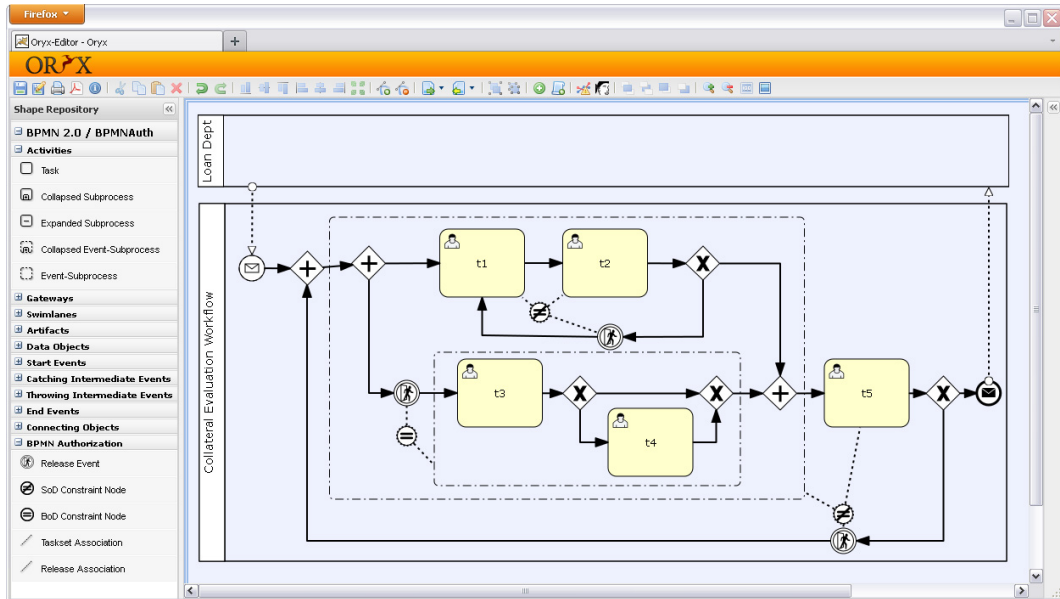 Firefox
Oryx-Editor - Oryx
ORYX
Shape Repository
BPMN 2.0 / BPMNAuth
Activities
Task
Collapsed Subprocess
Expanded Subprocess
Collapsed Event-Subprocess
Event-Subprocess
Gateways
Swimlanes
Artifacts
Data Objects
Start Events
Catching Intermediate Events
Throwing Intermediate Events
End Events
Connecting Objects
BPMN Authorization
Release Event
SoD Constraint Node
BoD Constraint Node
Taskset Association
Release Association
Loan Dept
Collateral Evaluation Workflow
t1
t2
t3
t4
t5